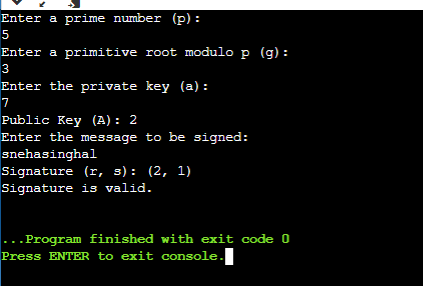 Enter a prime number (p):
5
Enter a primitive root modulo p (g):
3
Enter the private key (a):
7
Public Key (A): 2
Enter the message to be signed:
snehasinghal
Signature (r, s): (2, 1)
Signature is valid.
...Program finished with exit code 0
Press ENTER to exit console.